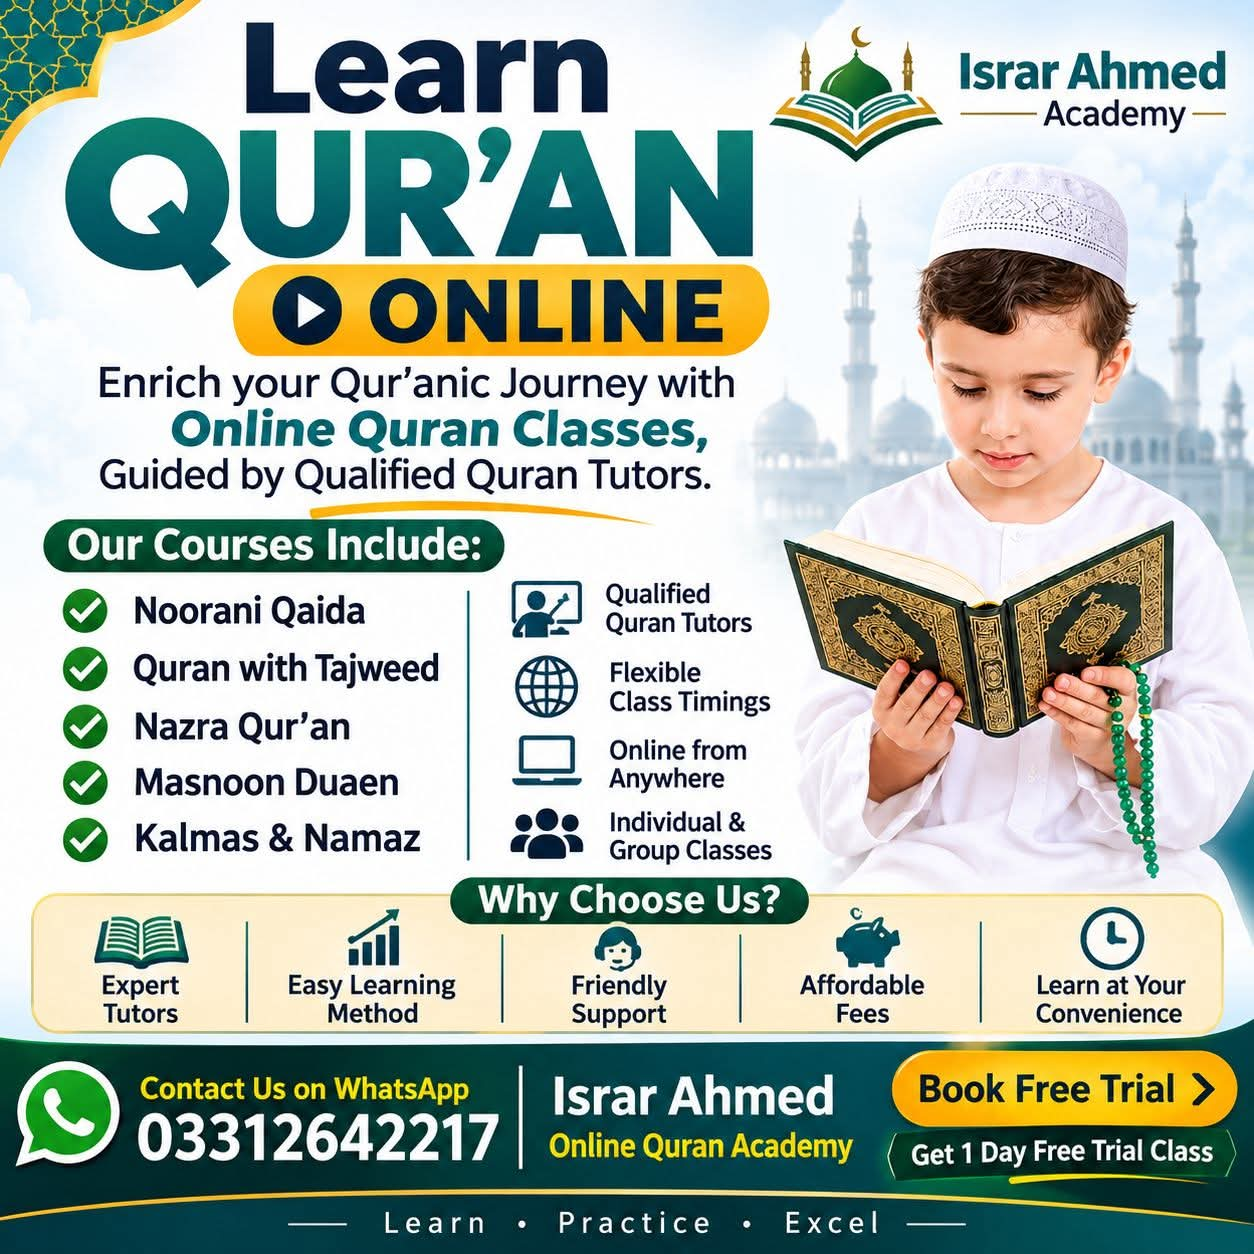 Learn
QUR'AN
ONLINE
Israr Ahmed
Academy
Enrich your Qur'anic Journey with
Online Quran Classes,
Guided by Qualified Quran Tutors.
Our Courses Include:
Noorani Qaida
Quran with Tajweed
Nazra Qur'an
Masnoon Duaen
Kalmas & Namaz
Qualified
Quran Tutors
Flexible
Class Timings
Online from
Anywhere
Individual &
Group Classes
Why Choose Us?
Expert
Tutors
Easy Learning
Method
Friendly
Support
Affordable
Fees
Learn at Your
Convenience
Contact Us on WhatsApp
03312642217
Israr Ahmed
Online Quran Academy
Book Free Trial
Get 1 Day Free Trial Class
Learn • Practice • Excel